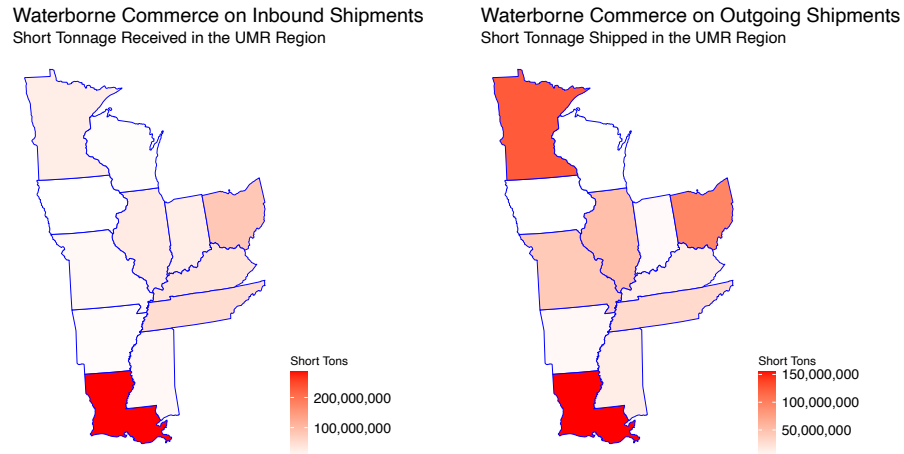 Waterborne Commerce on Inbound Shipments
Short Tonnage Received in the UMR Region
Short Tons
200,000,000
100,000,000
Waterborne Commerce on Outgoing Shipments
Short Tonnage Shipped in the UMR Region
Short Tons
150,000,000
100,000,000
50,000,000